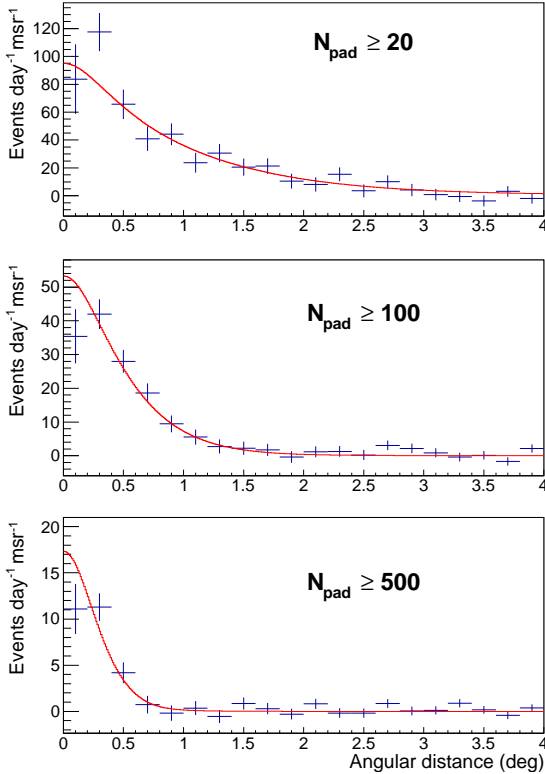 Events day⁻¹ msr⁻¹
120
100
80
60
40
20
0
N_pad ≥ 20
0 0.5 1 1.5 2 2.5 3 3.5 4
Events day⁻¹ msr⁻¹
50
40
30
20
10
0
N_pad ≥ 100
0 0.5 1 1.5 2 2.5 3 3.5 4
Events day⁻¹ msr⁻¹
20
15
10
5
0
N_pad ≥ 500
0 0.5 1 1.5 2 2.5 3 3.5 4
Angular distance (deg)